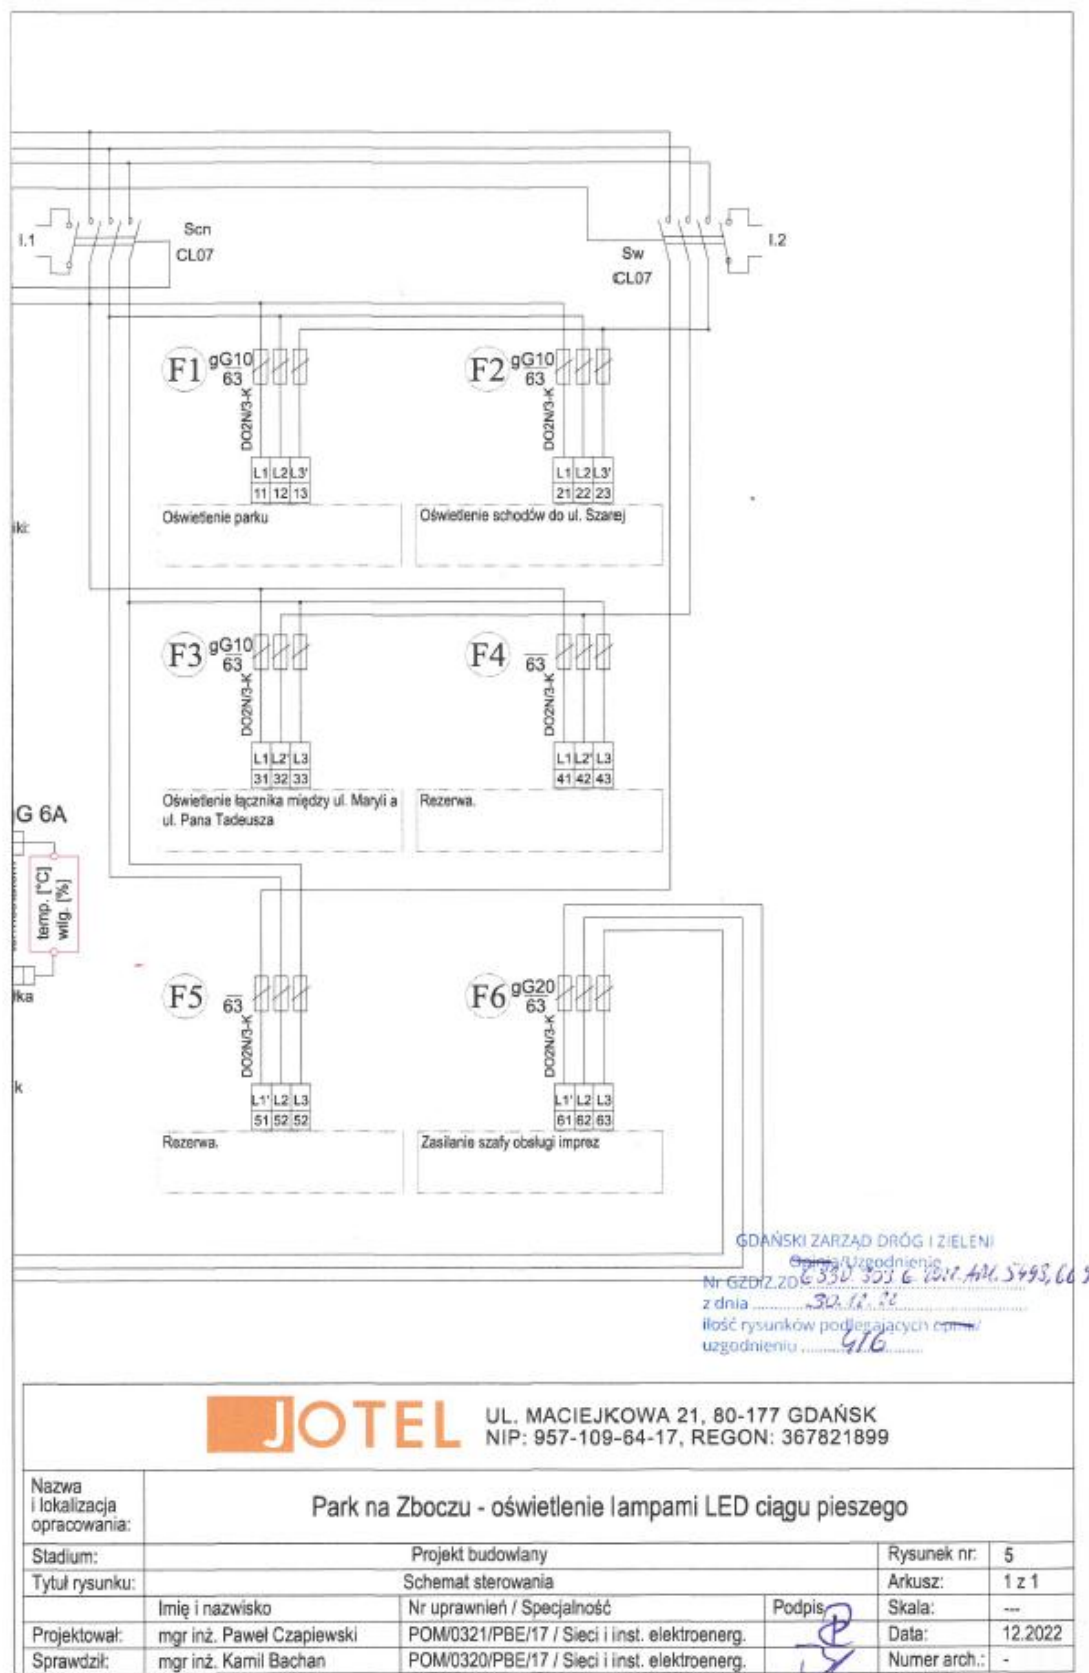 I.1
Scn
CL07
Sw
CL07
I.2
F1 gG10 63
DO2N/3-K
L1 L2 L3'
11 12 13
Oświetlenie parku
F2 gG10 63
DO2N/3-K
L1 L2 L3'
21 22 23
Oświetlenie schodów do ul. Szarej
iki:
F3 gG10 63
DO2N/3-K
L1 L2' L3
31 32 33
Oświetlenie łącznika między ul. Maryli a
ul. Pana Tadeusza
F4 63
DO2N/3-K
L1 L2' L3
41 42 43
Rezerwa.
G 6A
temp. [°C]
wilg. [%]
łka
k
F5 63
DO2N/3-K
L1' L2 L3
51 52 52
Rezerwa.
F6 gG20 63
DO2N/3-K
L1' L2 L3
61 62 63
Zasilanie szafy obsługi imprez
GDAŃSKI ZARZĄD DRÓG I ZIELENI
Opinia/Uzgodnienie
Nr GZDiZ.ZD
z dnia 30.12.22
ilość rysunków podlegających opinii/
uzgodnieniu
JOTEL
UL. MACIEJKOWA 21, 80-177 GDAŃSK
NIP: 957-109-64-17, REGON: 367821899
Nazwa
i lokalizacja
opracowania:
Park na Zboczu - oświetlenie lampami LED ciągu pieszego
Stadium: Projekt budowlany Rysunek nr: 5
Tytuł rysunku: Schemat sterowania Arkusz: 1 z 1
Imię i nazwisko Nr uprawnień / Specjalność Podpis Skala: ---
Projektował: mgr inż. Paweł Czapiewski POM/0321/PBE/17 / Sieci i inst. elektroenerg. Data: 12.2022
Sprawdził: mgr inż. Kamil Bachan POM/0320/PBE/17 / Sieci i inst. elektroenerg. Numer arch.: -